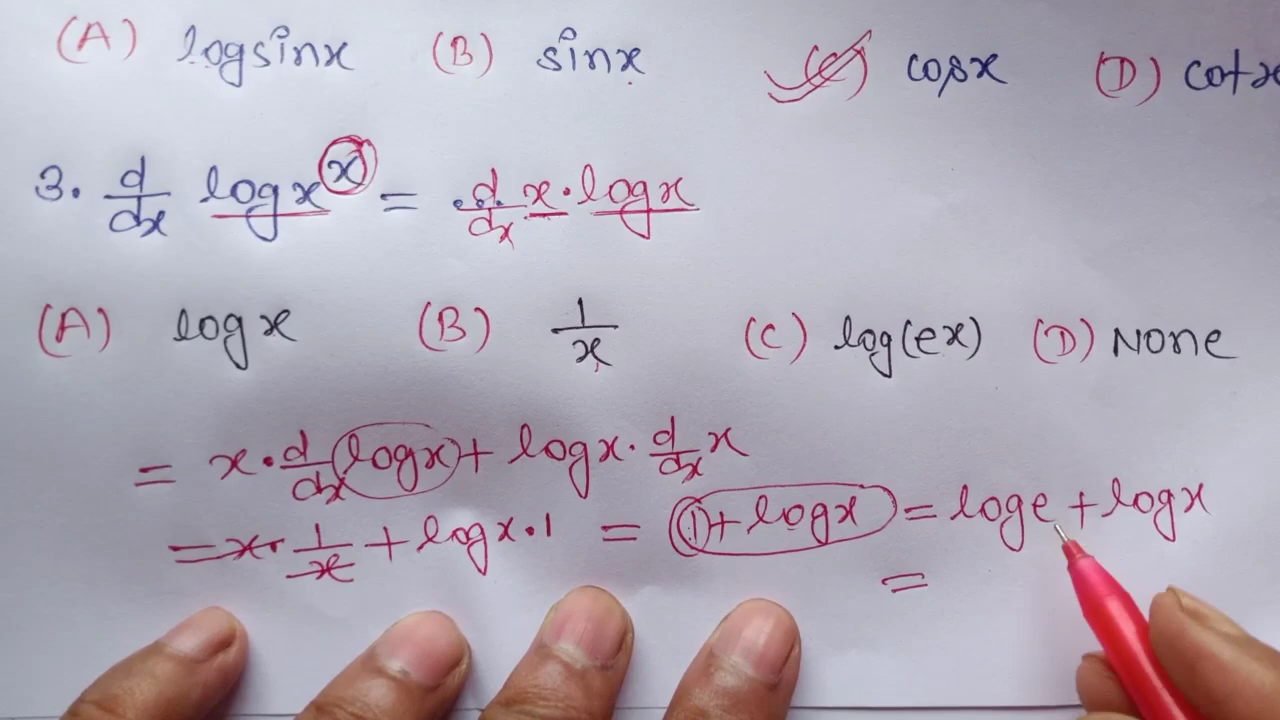 (A) logsinx (B) sinx (C) cosx (D) cotx
3. d/dx logx^x = d/dx x·logx
(A) logx (B) 1/x (C) log(ex) (D) None
= x·d/dx(logx) + logx·d/dx x
= x·1/x + logx·1 = 1+logx = loge + logx
=